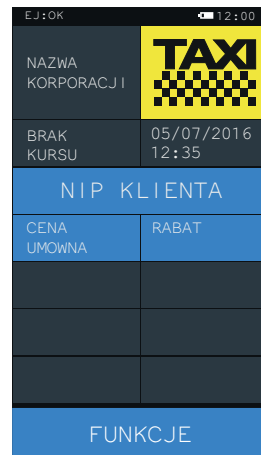 EJ:OK 12:00
NAZWA
KORPORACJI
TAXI
BRAK
KURSU
05/07/2016
12:35
NIP KLIENTA
CENA
UMOWNA
RABAT
FUNKCJE